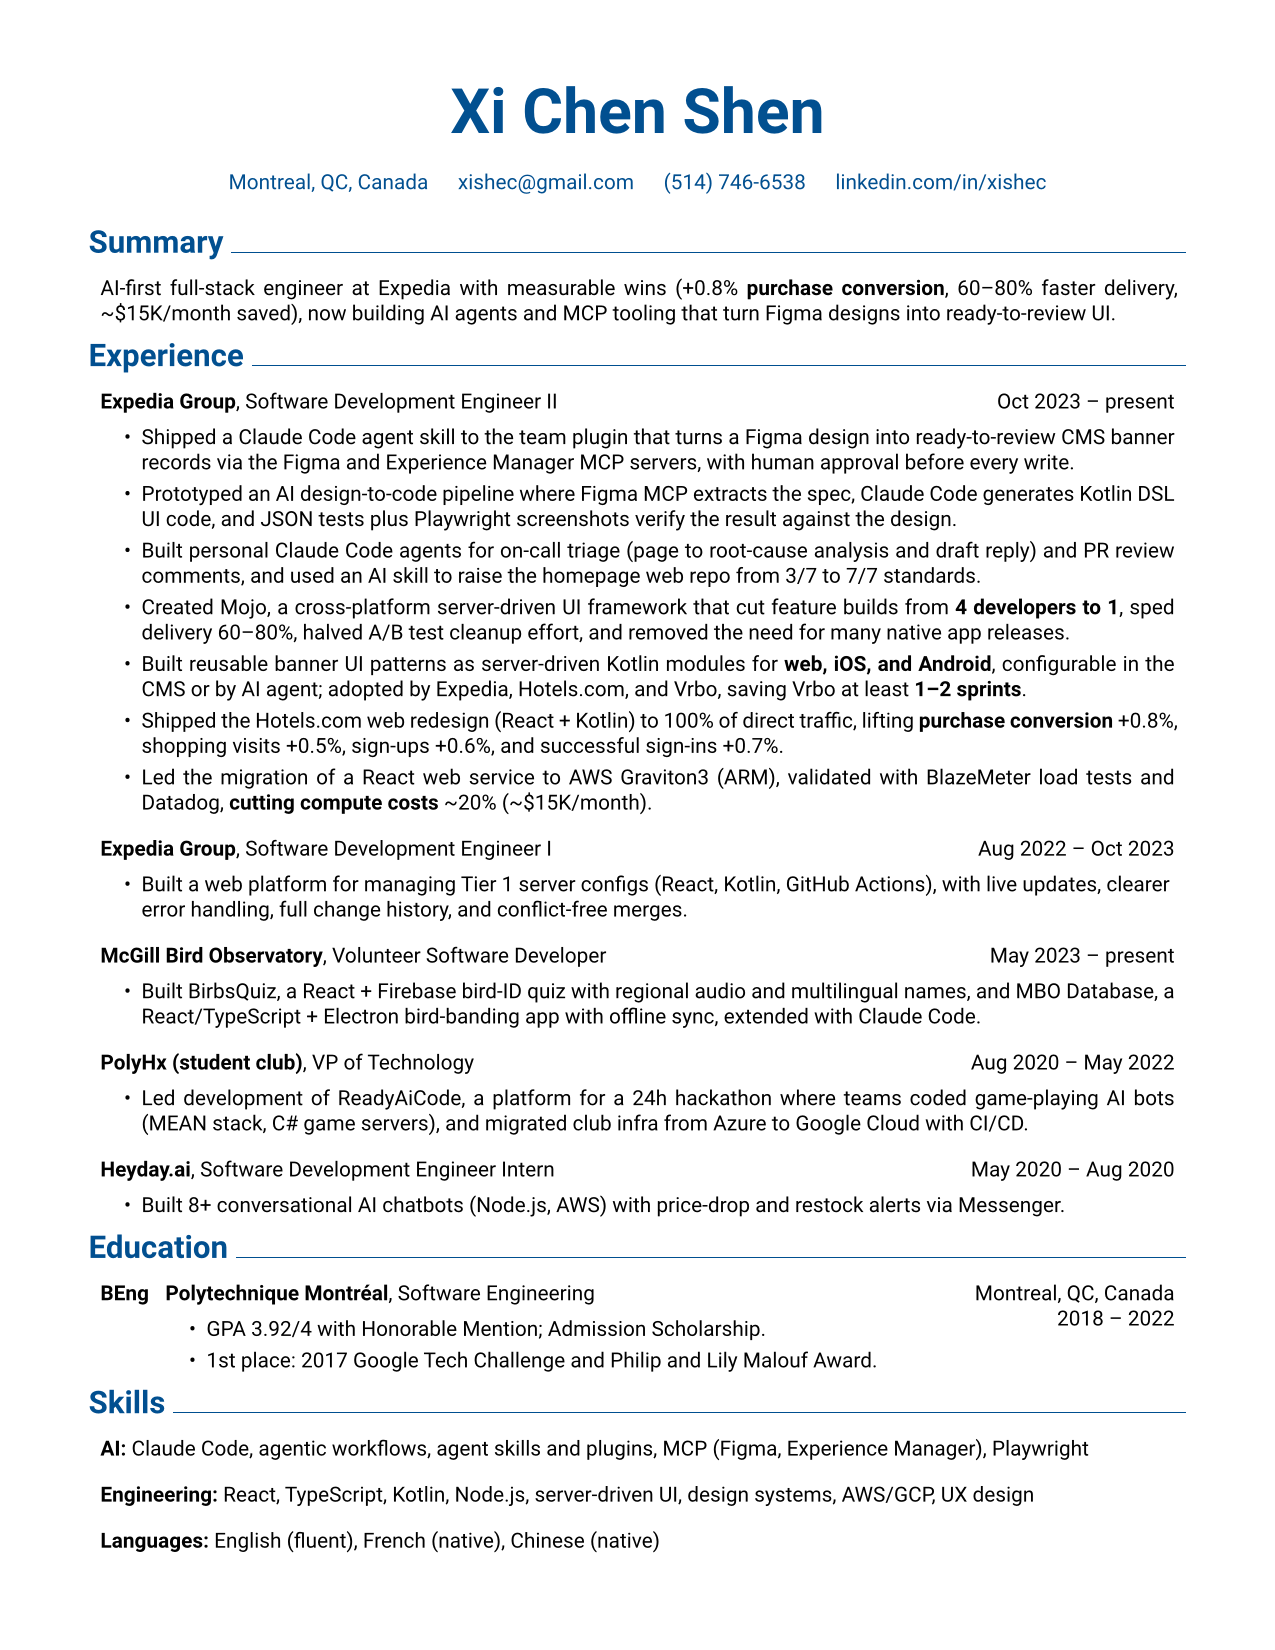 Xi Chen Shen
Montreal, QC, Canada xishec@gmail.com (514) 746-6538 linkedin.com/in/xishec
Summary
AI-first full-stack engineer at Expedia with measurable wins (+0.8% purchase conversion, 60–80% faster delivery,
~$15K/month saved), now building AI agents and MCP tooling that turn Figma designs into ready-to-review UI.
Experience
Expedia Group, Software Development Engineer II Oct 2023 – present
• Shipped a Claude Code agent skill to the team plugin that turns a Figma design into ready-to-review CMS banner
records via the Figma and Experience Manager MCP servers, with human approval before every write.
• Prototyped an AI design-to-code pipeline where Figma MCP extracts the spec, Claude Code generates Kotlin DSL
UI code, and JSON tests plus Playwright screenshots verify the result against the design.
• Built personal Claude Code agents for on-call triage (page to root-cause analysis and draft reply) and PR review
comments, and used an AI skill to raise the homepage web repo from 3/7 to 7/7 standards.
• Created Mojo, a cross-platform server-driven UI framework that cut feature builds from 4 developers to 1, sped
delivery 60–80%, halved A/B test cleanup effort, and removed the need for many native app releases.
• Built reusable banner UI patterns as server-driven Kotlin modules for web, iOS, and Android, configurable in the
CMS or by AI agent; adopted by Expedia, Hotels.com, and Vrbo, saving Vrbo at least 1–2 sprints.
• Shipped the Hotels.com web redesign (React + Kotlin) to 100% of direct traffic, lifting purchase conversion +0.8%,
shopping visits +0.5%, sign-ups +0.6%, and successful sign-ins +0.7%.
• Led the migration of a React web service to AWS Graviton3 (ARM), validated with BlazeMeter load tests and
Datadog, cutting compute costs ~20% (~$15K/month).
Expedia Group, Software Development Engineer I Aug 2022 – Oct 2023
• Built a web platform for managing Tier 1 server configs (React, Kotlin, GitHub Actions), with live updates, clearer
error handling, full change history, and conflict-free merges.
McGill Bird Observatory, Volunteer Software Developer May 2023 – present
• Built BirbsQuiz, a React + Firebase bird-ID quiz with regional audio and multilingual names, and MBO Database, a
React/TypeScript + Electron bird-banding app with offline sync, extended with Claude Code.
PolyHx (student club), VP of Technology Aug 2020 – May 2022
• Led development of ReadyAiCode, a platform for a 24h hackathon where teams coded game-playing AI bots
(MEAN stack, C# game servers), and migrated club infra from Azure to Google Cloud with CI/CD.
Heyday.ai, Software Development Engineer Intern May 2020 – Aug 2020
• Built 8+ conversational AI chatbots (Node.js, AWS) with price-drop and restock alerts via Messenger.
Education
BEng Polytechnique Montréal, Software Engineering Montreal, QC, Canada
2018 – 2022
• GPA 3.92/4 with Honorable Mention; Admission Scholarship.
• 1st place: 2017 Google Tech Challenge and Philip and Lily Malouf Award.
Skills
AI: Claude Code, agentic workflows, agent skills and plugins, MCP (Figma, Experience Manager), Playwright
Engineering: React, TypeScript, Kotlin, Node.js, server-driven UI, design systems, AWS/GCP, UX design
Languages: English (fluent), French (native), Chinese (native)